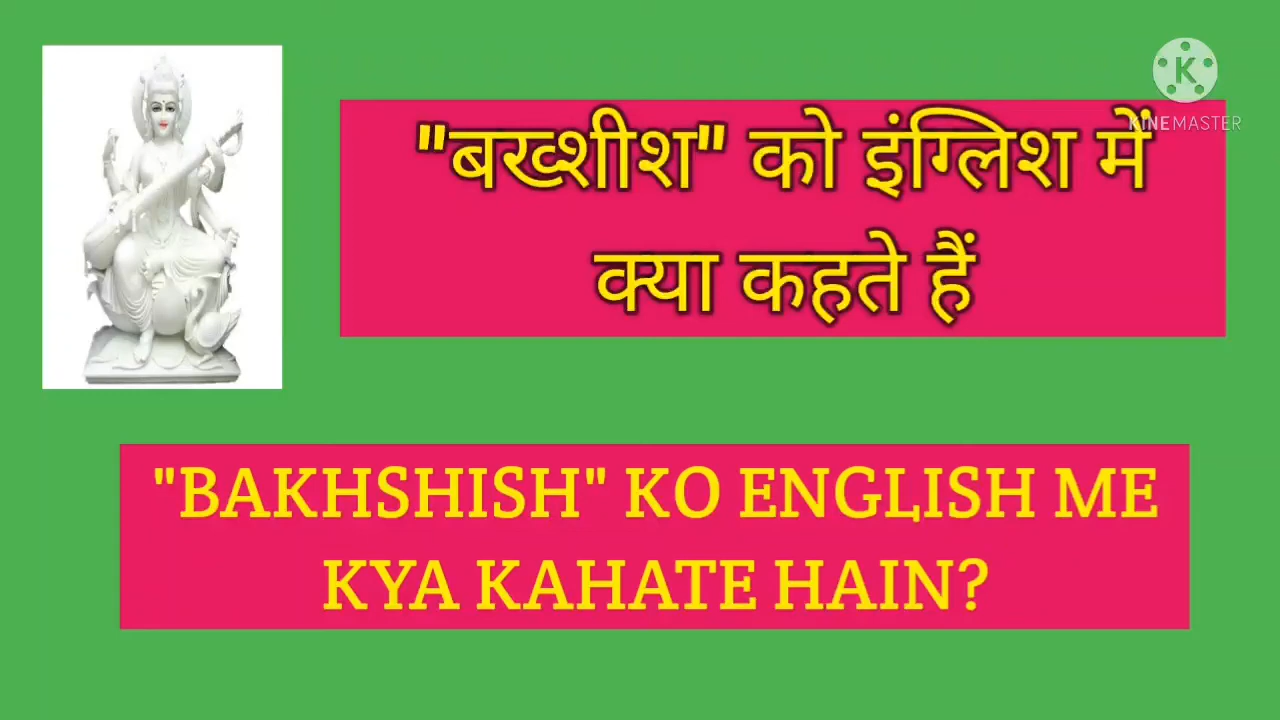 "बख्शीश" को इंग्लिश में
क्या कहते हैं
K
KINEMASTER
"BAKHSHISH" KO ENGLISH ME
KYA KAHATE HAIN?